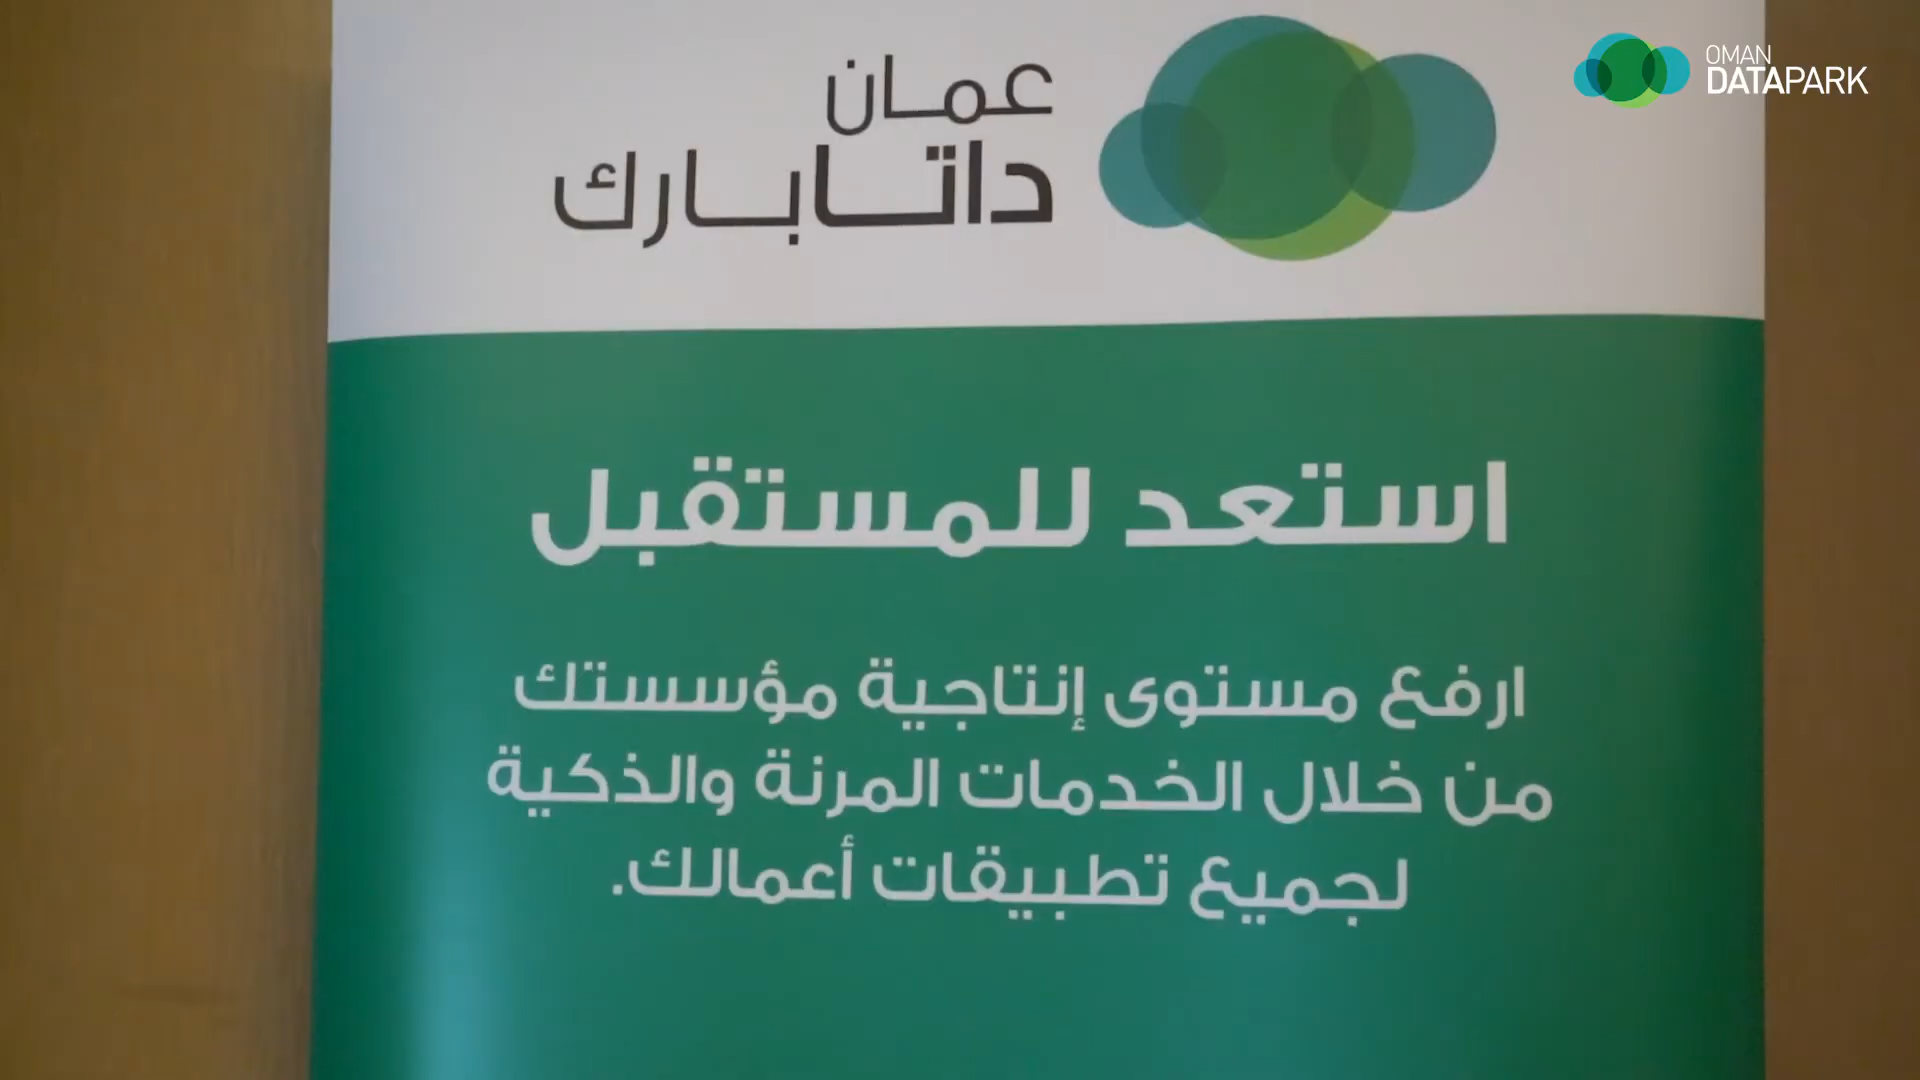 عمان
داتابارك
OMAN
DATAPARK
استعد للمستقبل
ارفع مستوى إنتاجية مؤسستك
من خلال الخدمات المرنة والذكية
لجميع تطبيقات أعمالك.